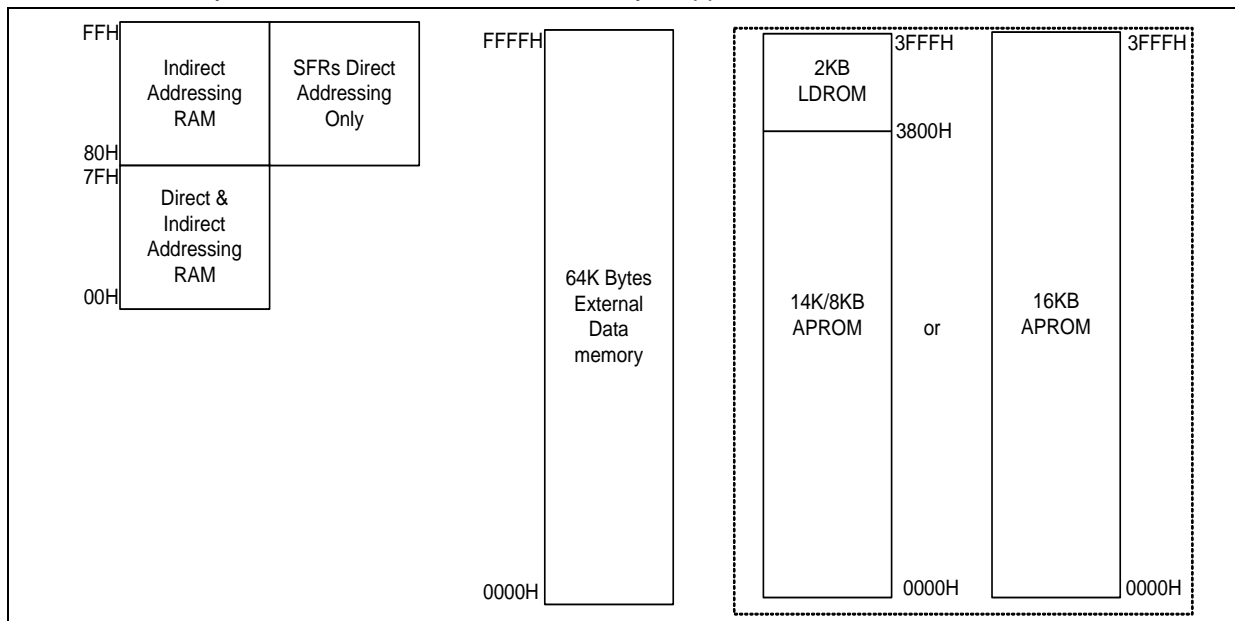 FFH
Indirect
Addressing
RAM
80H
SFRs Direct
Addressing
Only
7FH
Direct &
Indirect
Addressing
RAM
00H
FFFFH
64K Bytes
External
Data
memory
0000H
2KB
LDROM
3FFFH
3800H
14K/8KB
APROM
0000H
or
3FFFH
16KB
APROM
0000H